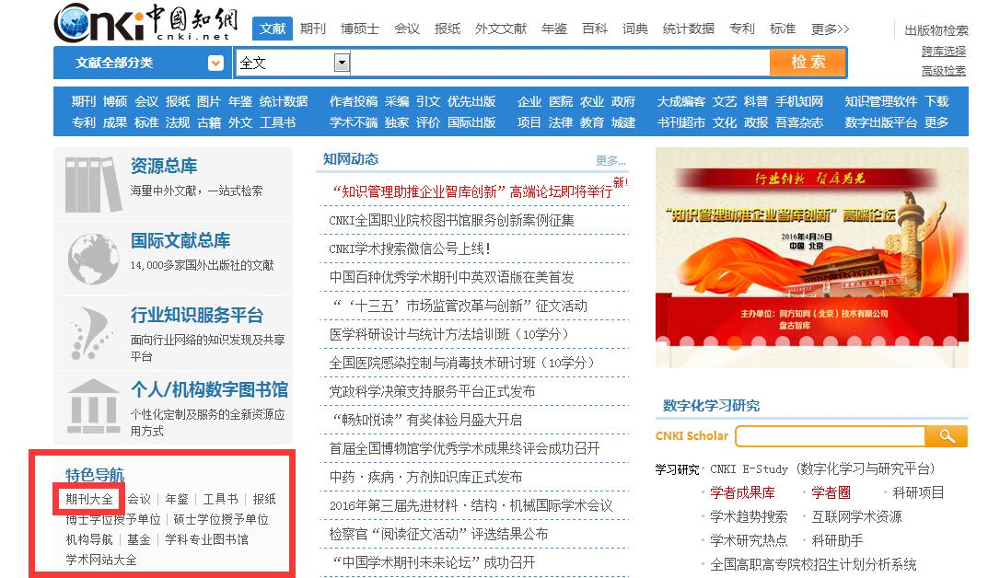 Cnki 中國知網
cnki.net
文献 期刊 博硕士 会议 报纸 外文文献 年鉴 百科 词典 统计数据 专利 标准 更多>>
出版物检索
跨库选择
高级检索
文献全部分类
全文
检索
期刊 博硕 会议 报纸 图片 年鉴 统计数据
专利 成果 标准 法规 古籍 外文 工具书
作者投稿 采编 引文 优先出版
学术不端 独家 评价 国际出版
企业 医院 农业 政府
项目 法律 教育 城建
大成编客 文艺 科普 手机知网
书刊超市 文化 政报 吾喜杂志
知识管理软件 下载
数字出版平台 更多
资源总库
海量中外文献，一站式检索
国际文献总库
14,000多家国外出版社的文献
行业知识服务平台
面向行业网络的知识发现及共享
平台
个人/机构数字图书馆
个性化定制及服务的全新资源应
用方式
特色导航
期刊大全 | 会议 | 年鉴 | 工具书 | 报纸
博士学位授予单位 | 硕士学位授予单位
机构导航 | 基金 | 学科专业图书馆
学术网站大全
知网动态
更多...
“知识管理助推企业智库创新”高端论坛即将举行 新!
CNKI全国职业院校图书馆服务创新案例征集
CNKI学术搜索微信公号上线！
中国百种优秀学术期刊中英双语版在美首发
“‘十三五’市场监管改革与创新”征文活动
医学科研设计与统计方法培训班（10学分）
全国医院感染控制与消毒技术研讨班（10学分）
党政科学决策支持服务平台正式发布
“畅知悦读”有奖体验月盛大开启
首届全国博物馆学优秀学术成果终评会成功召开
中药·疾病·方剂知识库正式发布
2016年第三届先进材料·结构·机械国际学术会议
检察官“阅读征文活动”评选结果公布
“中国学术期刊未来论坛”成功召开
行业创新 智库为先
“知识管理助推企业智库创新”高端论坛
2016年4月26日
中国 北京
主办单位：同方知网（北京）技术有限公司
盘古智库
数字化学习研究
CNKI Scholar
学习研究· CNKI E-Study (数字化学习与研究平台)
· 学者成果库 · 学者圈 · 科研项目
· 学术趋势搜索 · 互联网学术资源
· 学术研究热点 · 科研助手
· 全国高职高专院校招生计划分析系统